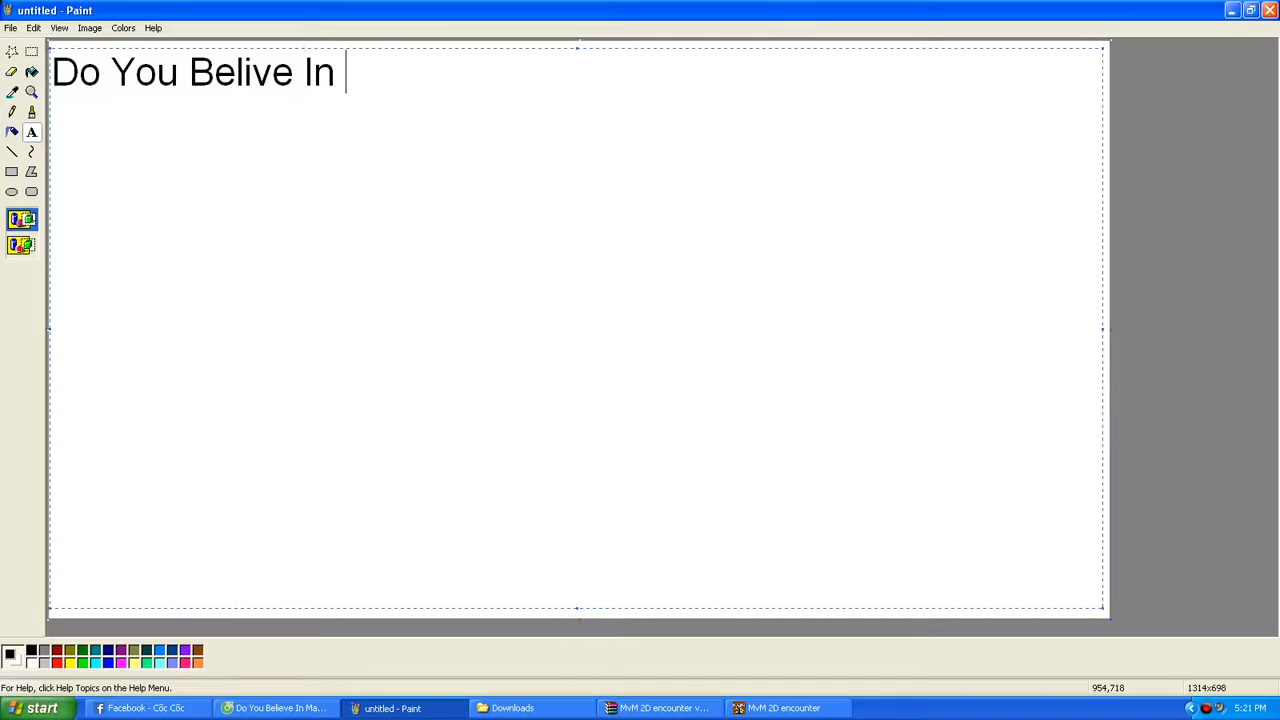 untitled - Paint
File Edit View Image Colors Help
Do You Belive In
A
For Help, click Help Topics on the Help Menu.
954,718
1314x698
start
Facebook - Cốc Cốc
Do You Believe In Ma...
untitled - Paint
Downloads
MvM 2D encounter v...
MvM 2D encounter
5:21 PM